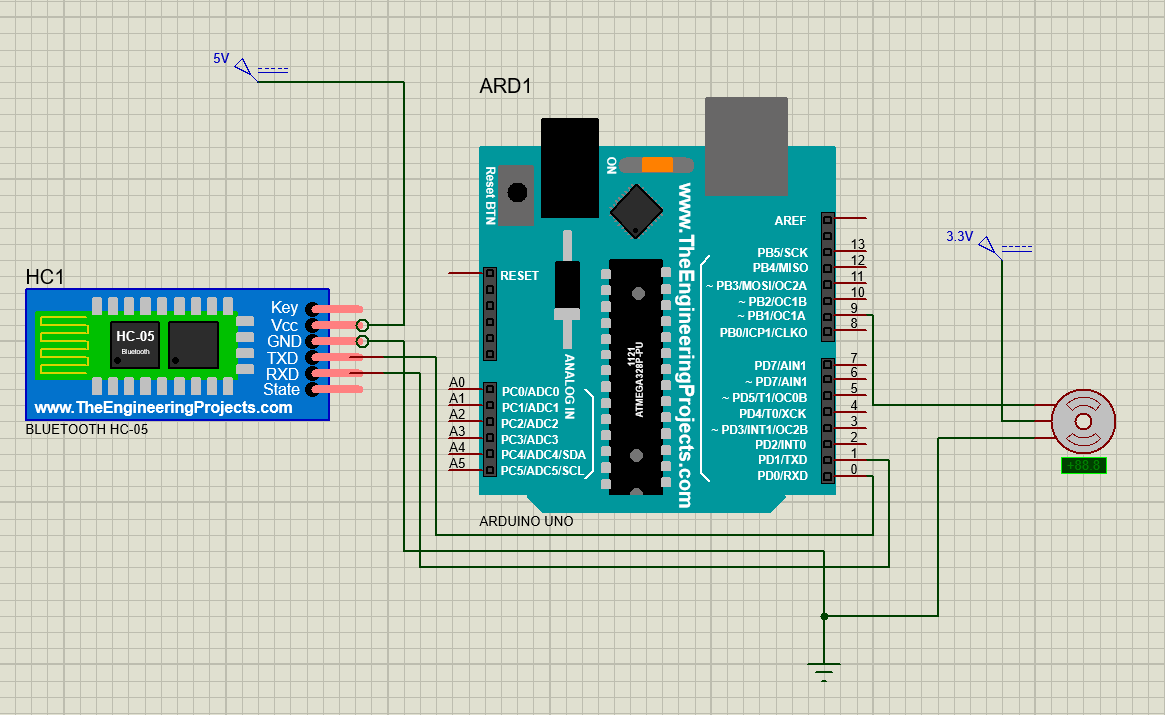 5V
ARD1
ON
Reset BTN
www.TheEngineeringProjects.com
AREF
PB5/SCK 13
PB4/MISO 12
~ PB3/MOSI/OC2A 11
~ PB2/OC1B 10
~ PB1/OC1A 9
PB0/ICP1/CLKO 8
3.3V
RESET
HC1
Key
Vcc
GND
TXD
RXD
State
HC-05
Bluetooth
www.TheEngineeringProjects.com
BLUETOOTH HC-05
1121
ATMEGA328P-PU
ANALOG IN
A0 PC0/ADC0
A1 PC1/ADC1
A2 PC2/ADC2
A3 PC3/ADC3
A4 PC4/ADC4/SDA
A5 PC5/ADC5/SCL
PD7/AIN1 7
~ PD7/AIN1 6
~ PD5/T1/OC0B 5
PD4/T0/XCK 4
~ PD3/INT1/OC2B 3
PD2/INT0 2
PD1/TXD 1
PD0/RXD 0
+88.8
ARDUINO UNO